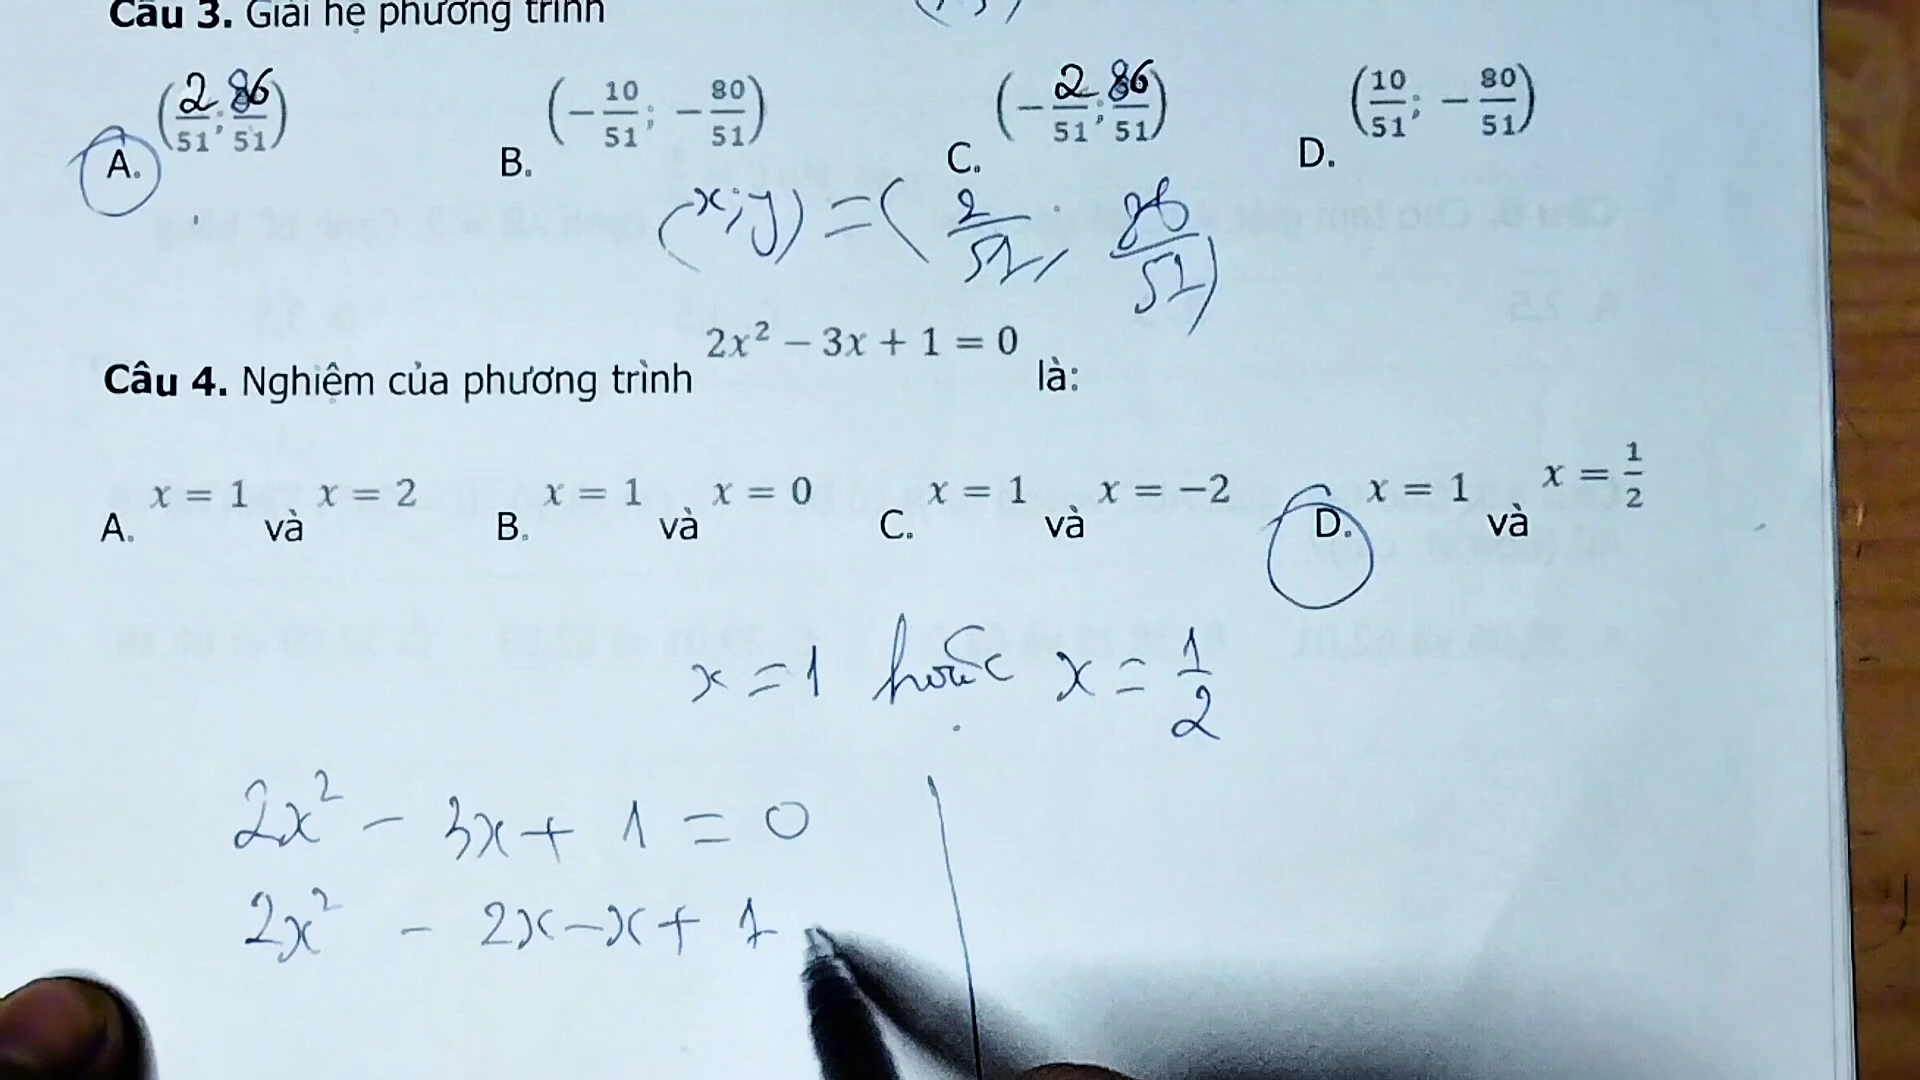 Câu 3. Giải hệ phương trình
A. (2/51; 86/51) B. (−10/51; −80/51) C. (−2/51; 86/51) D. (10/51; −80/51)
(x; y) = (2/51; 86/51)
Câu 4. Nghiệm của phương trình 2x² − 3x + 1 = 0 là:
A. x = 1 và x = 2 B. x = 1 và x = 0 C. x = 1 và x = −2 D. x = 1 và x = 1/2
x = 1 hoặc x = 1/2
2x² − 3x + 1 = 0
2x² − 2x − x + 1